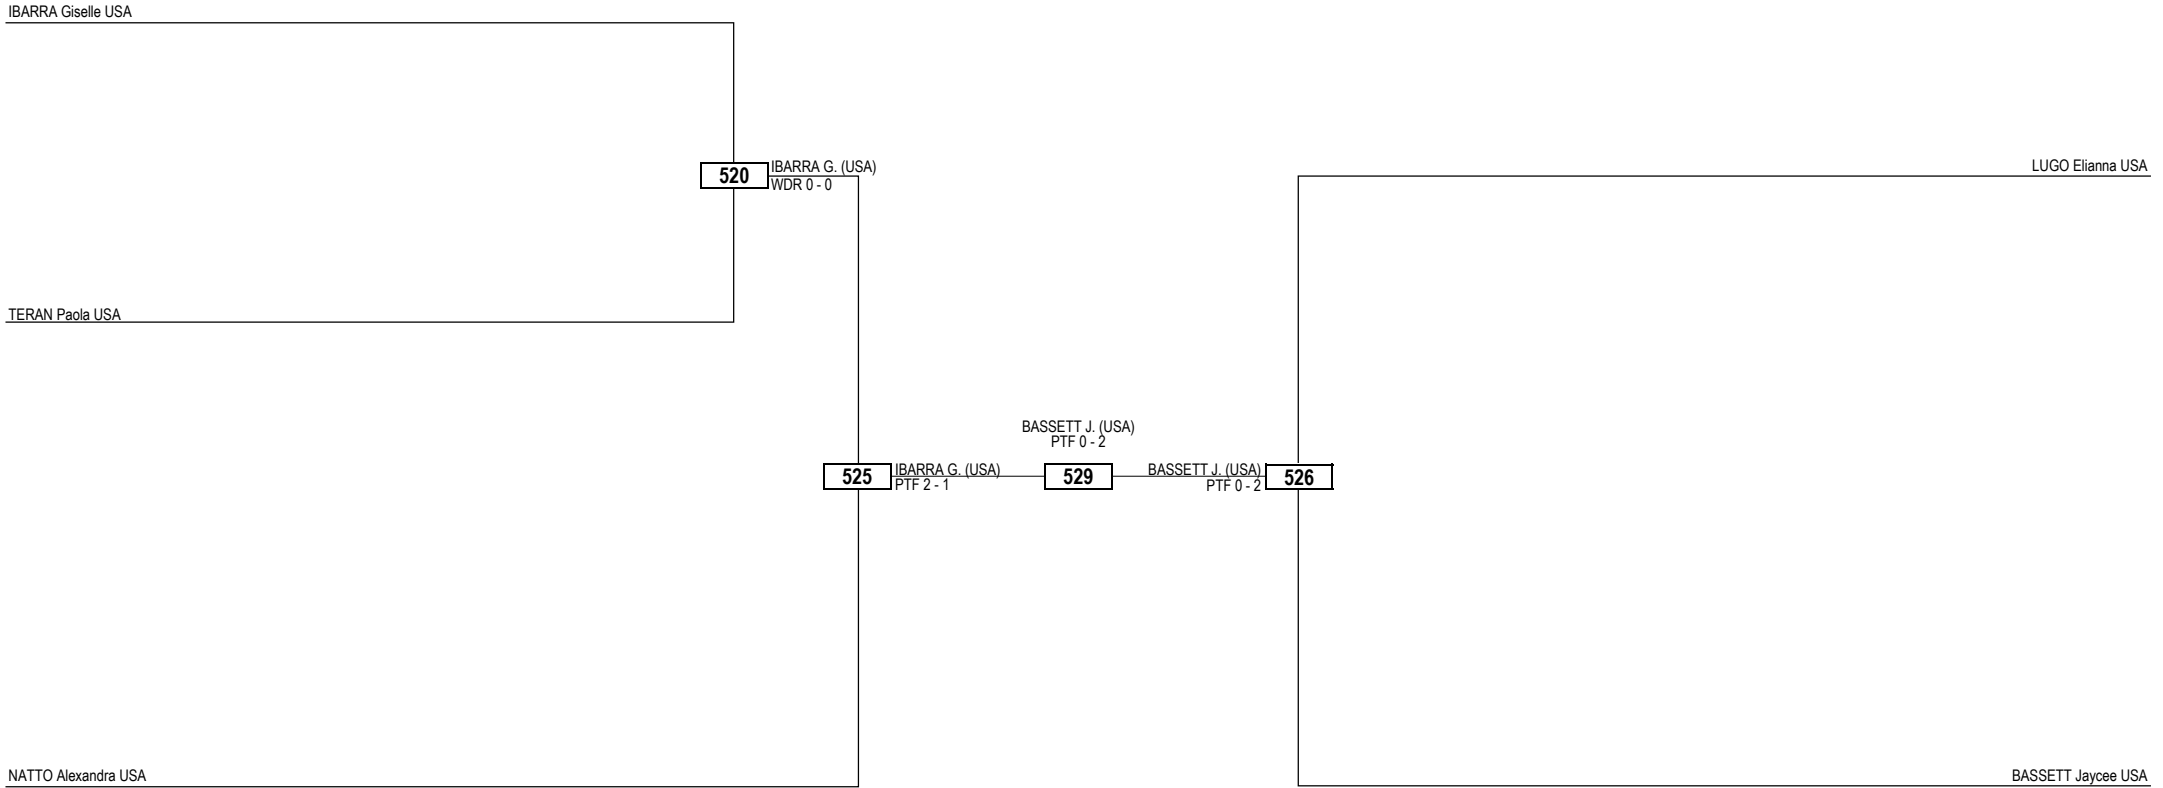 IBARRA Giselle USA
520
IBARRA G. (USA)
WDR 0 - 0
LUGO Elianna USA
TERAN Paola USA
BASSETT J. (USA)
PTF 0 - 2
525
IBARRA G. (USA)
PTF 2 - 1
529
BASSETT J. (USA)
PTF 0 - 2
526
NATTO Alexandra USA
BASSETT Jaycee USA